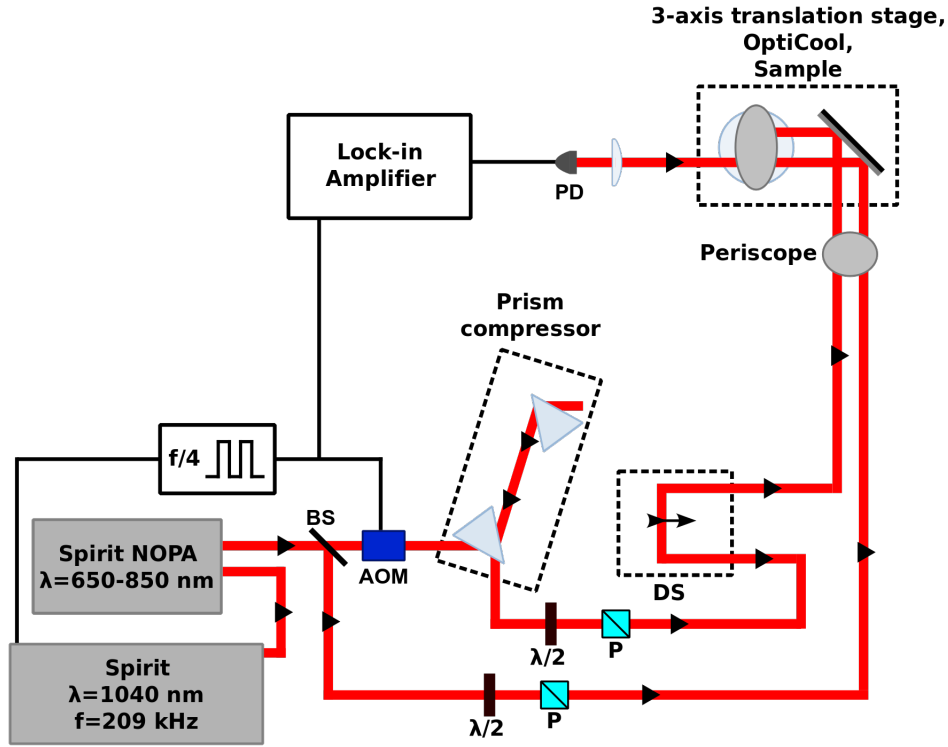 3-axis translation stage,
OptiCool,
Sample
Lock-in
Amplifier
PD
Periscope
Prism
compressor
f/4
BS
Spirit NOPA
λ=650-850 nm
AOM
DS
λ/2
P
Spirit
λ=1040 nm
f=209 kHz
λ/2
P